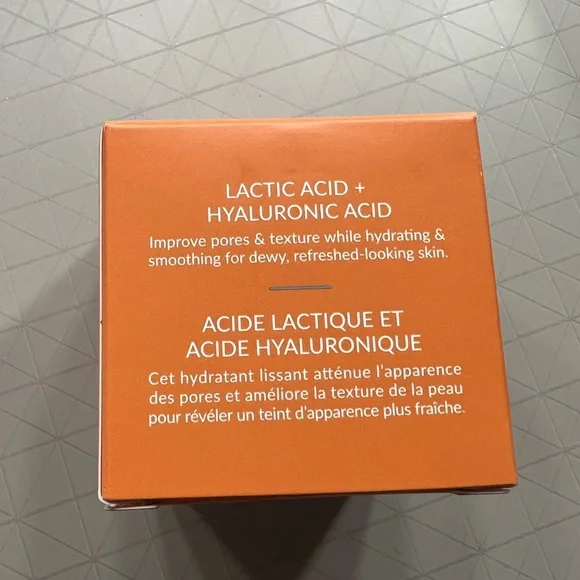 LACTIC ACID +
HYALURONIC ACID
Improve pores & texture while hydrating &
smoothing for dewy, refreshed-looking skin.
ACIDE LACTIQUE ET
ACIDE HYALURONIQUE
Cet hydratant lissant atténue l'apparence
des pores et améliore la texture de la peau
pour révéler un teint d'apparence plus fraîche.